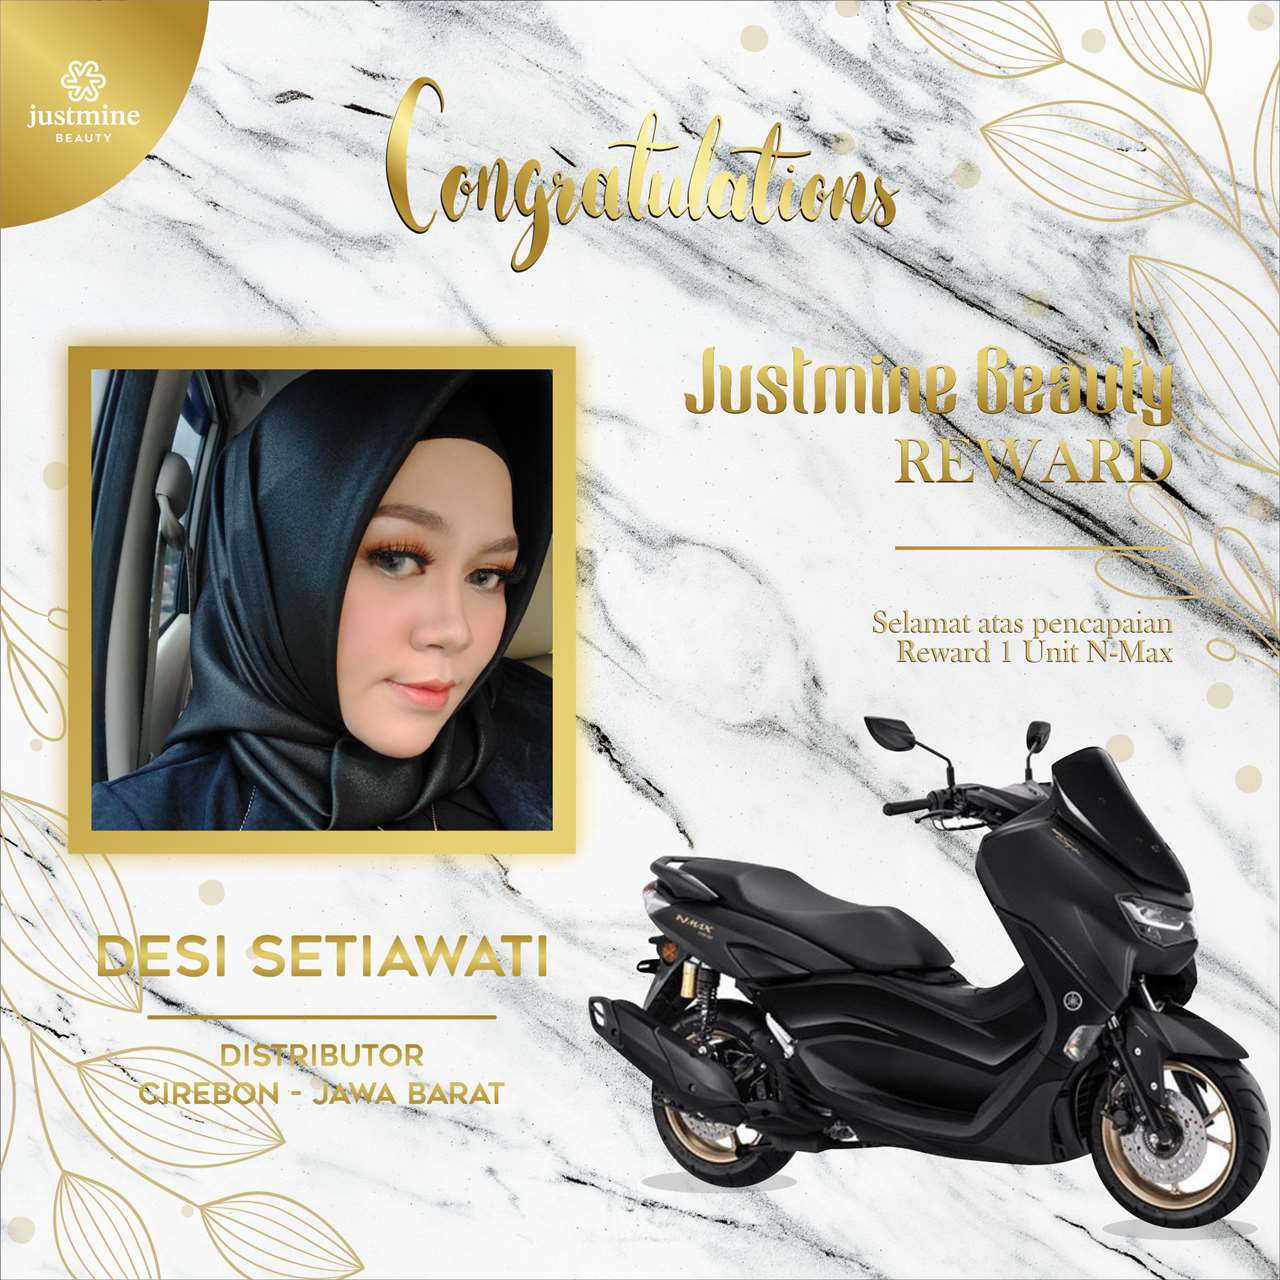 justmine
BEAUTY
Congratulations
Justmine Beauty
REWARD
Selamat atas pencapaian
Reward 1 Unit N-Max
DESI SETIAWATI
DISTRIBUTOR
CIREBON - JAWA BARAT
N-MAX